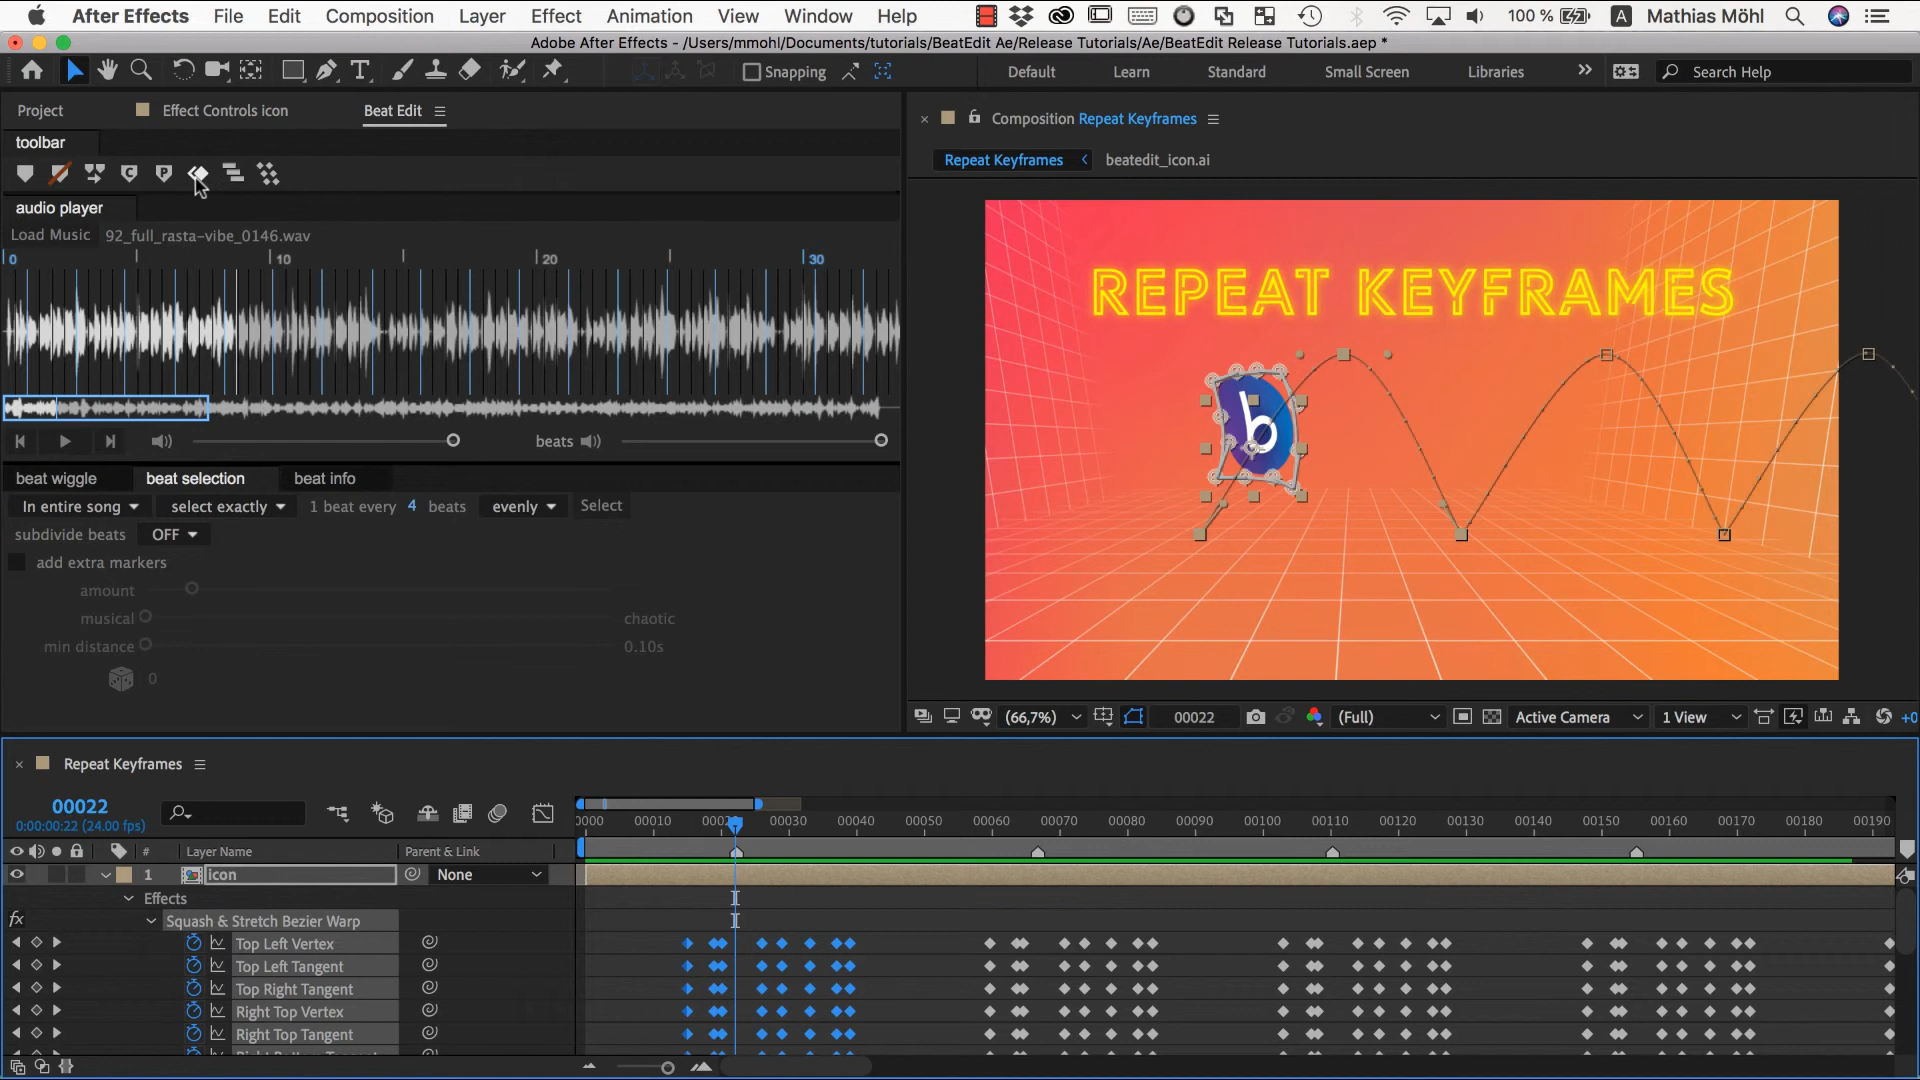 After Effects File Edit Composition Layer Effect Animation View Window Help 100 % A Mathias Möhl
Adobe After Effects - /Users/mmohl/Documents/tutorials/BeatEdit Ae/Release Tutorials/Ae/BeatEdit Release Tutorials.aep *
T Snapping Default Learn Standard Small Screen Libraries Search Help
Project Effect Controls icon Beat Edit
Composition Repeat Keyframes
toolbar
Repeat Keyframes beatedit_icon.ai
C P
audio player
Load Music 92_full_rasta-vibe_0146.wav
0 10 20 30
REPEAT KEYFRAMES
b
beats
beat wiggle beat selection beat info
In entire song select exactly 1 beat every 4 beats evenly Select
subdivide beats OFF
add extra markers
amount
musical chaotic
min distance 0.10s
0
(66,7%) 00022 (Full) Active Camera 1 View +0
Repeat Keyframes
00022
0:00:00:22 (24.00 fps)
0000 00010 0002 00030 00040 00050 00060 00070 00080 00090 00100 00110 00120 00130 00140 00150 00160 00170 00180 00190
# Layer Name Parent & Link
1 icon None
Effects
fx Squash & Stretch Bezier Warp
Top Left Vertex
Top Left Tangent
Top Right Tangent
Right Top Vertex
Right Top Tangent